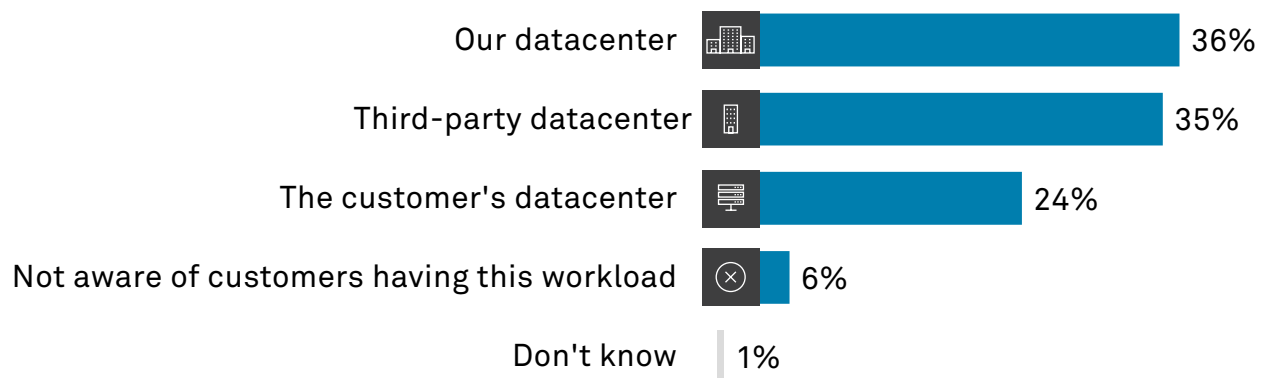 Our datacenter 36%
Third-party datacenter 35%
The customer's datacenter 24%
Not aware of customers having this workload 6%
Don't know 1%